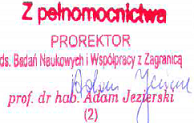 Z pełnomocnictwa
PROREKTOR
ds. Badań Naukowych i Współpracy z Zagranicą
prof. dr hab. Adam Jezierski
(2)